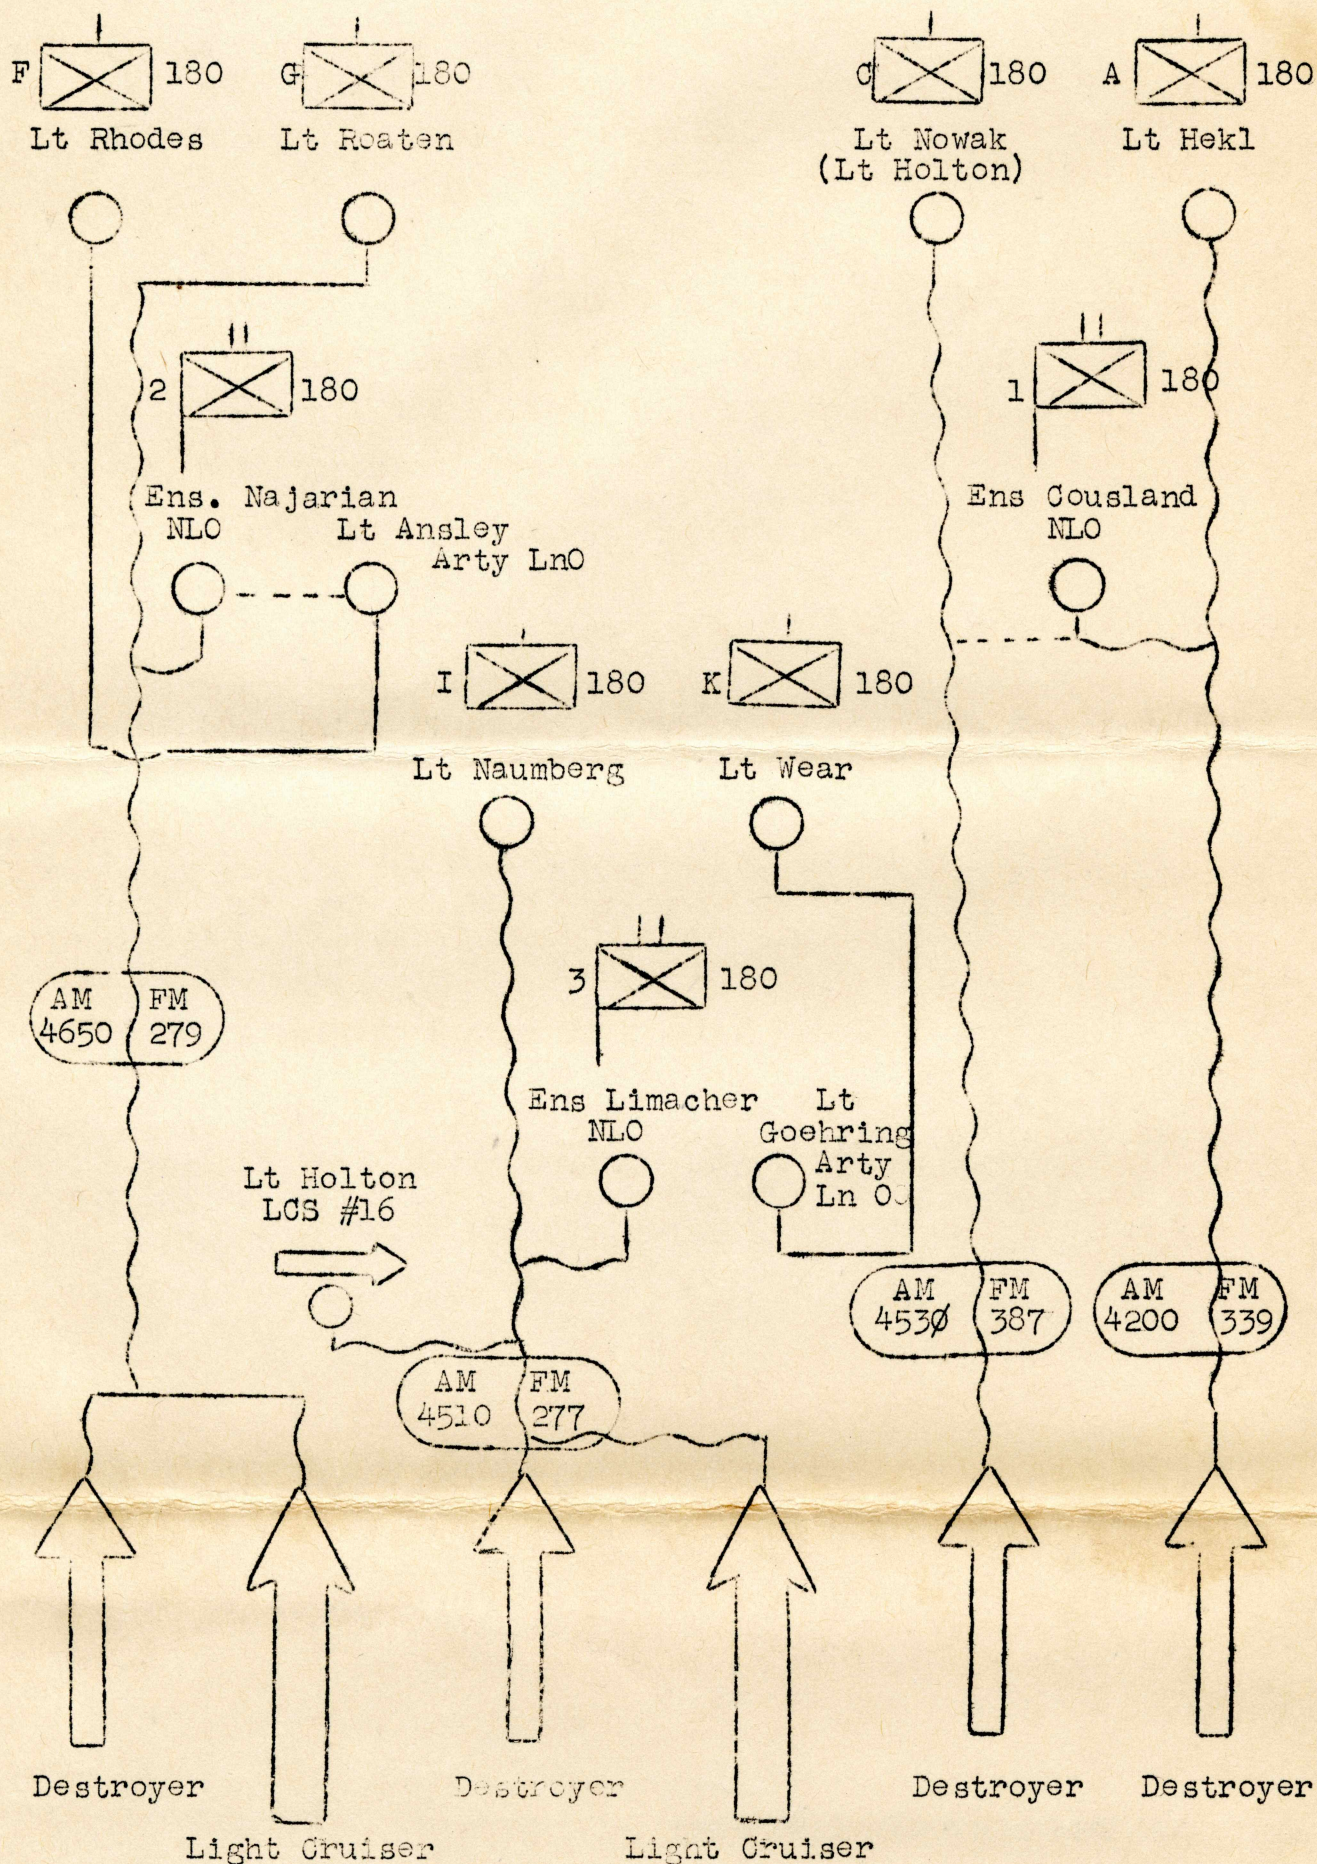 F 180 G 180 C 180 A 180
Lt Rhodes Lt Roaten Lt Nowak Lt Hekl
(Lt Holton)
2 180 1 180
Ens. Najarian Ens Cousland
NLO Lt Ansley NLO
Arty LnO
I 180 K 180
Lt Naumberg Lt Wear
3 180
AM FM
4650 279
Ens Limacher Lt
NLO Goehring
Arty
Ln O
Lt Holton
LCS #16
AM FM AM FM
453Ø 387 4200 339
AM FM
4510 277
Destroyer Destroyer Destroyer Destroyer
Light Cruiser Light Cruiser